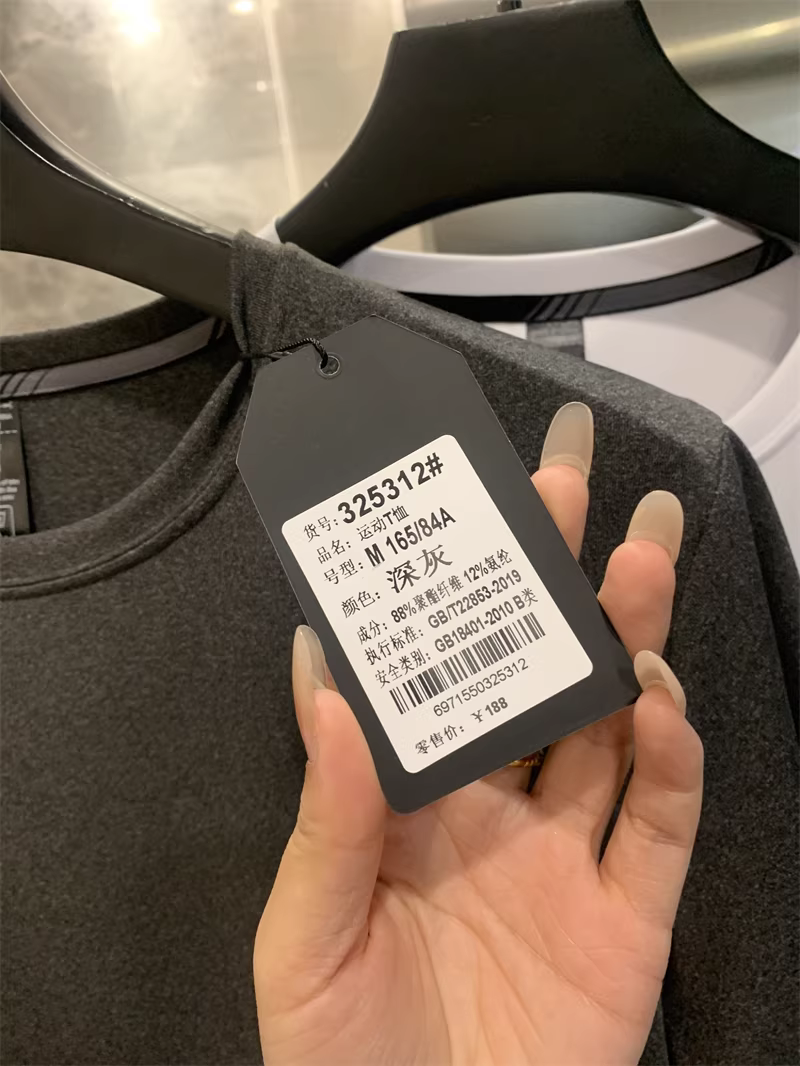 货号: 325312#
品名: 运动T恤
号型: M 165/84A
颜色: 深灰
成分: 88%聚酯纤维 12%氨纶
执行标准: GB/T22853-2019
安全类别: GB18401-2010 B类
6971550325312
零售价: ¥188